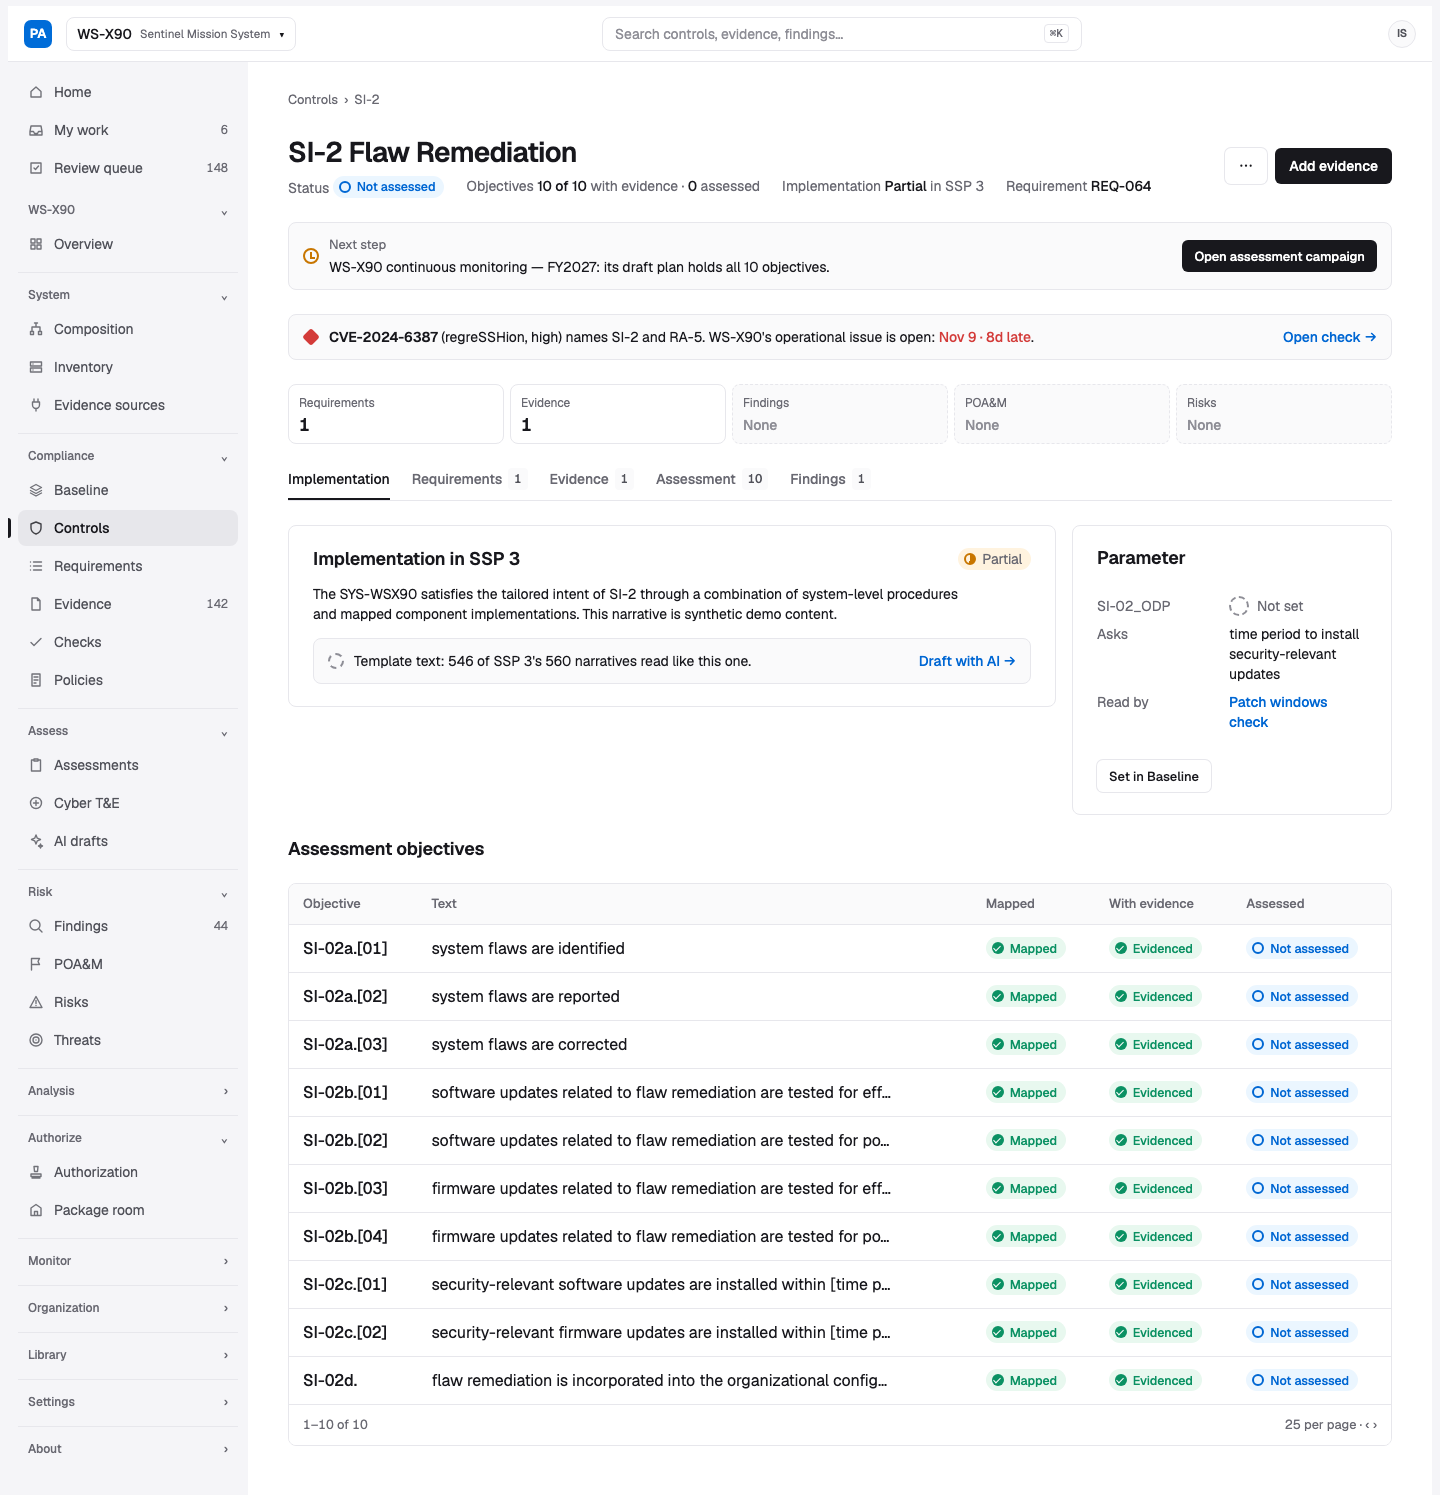 PA WS-X90 Sentinel Mission System ▾ Search controls, evidence, findings… ⌘K IS
Home
My work 6
Review queue 148
WS-X90
Overview
System
Composition
Inventory
Evidence sources
Compliance
Baseline
Controls
Requirements
Evidence 142
Checks
Policies
Assess
Assessments
Cyber T&E
AI drafts
Risk
Findings 44
POA&M
Risks
Threats
Analysis ›
Authorize
Authorization
Package room
Monitor ›
Organization ›
Library ›
Settings ›
About ›
Controls › SI-2
SI-2 Flaw Remediation
Status Not assessed Objectives 10 of 10 with evidence · 0 assessed Implementation Partial in SSP 3 Requirement REQ-064
··· Add evidence
Next step
WS-X90 continuous monitoring — FY2027: its draft plan holds all 10 objectives.
Open assessment campaign
CVE-2024-6387 (regreSSHion, high) names SI-2 and RA-5. WS-X90's operational issue is open: Nov 9 · 8d late. Open check →
Requirements
1
Evidence
1
Findings
None
POA&M
None
Risks
None
Implementation Requirements 1 Evidence 1 Assessment 10 Findings 1
Implementation in SSP 3 Partial
The SYS-WSX90 satisfies the tailored intent of SI-2 through a combination of system-level procedures
and mapped component implementations. This narrative is synthetic demo content.
Template text: 546 of SSP 3's 560 narratives read like this one. Draft with AI →
Parameter
SI-02_ODP Not set
Asks time period to install
security-relevant
updates
Read by Patch windows
check
Set in Baseline
Assessment objectives
Objective Text Mapped With evidence Assessed
SI-02a.[01] system flaws are identified Mapped Evidenced Not assessed
SI-02a.[02] system flaws are reported Mapped Evidenced Not assessed
SI-02a.[03] system flaws are corrected Mapped Evidenced Not assessed
SI-02b.[01] software updates related to flaw remediation are tested for eff… Mapped Evidenced Not assessed
SI-02b.[02] software updates related to flaw remediation are tested for po… Mapped Evidenced Not assessed
SI-02b.[03] firmware updates related to flaw remediation are tested for eff… Mapped Evidenced Not assessed
SI-02b.[04] firmware updates related to flaw remediation are tested for po… Mapped Evidenced Not assessed
SI-02c.[01] security-relevant software updates are installed within [time p… Mapped Evidenced Not assessed
SI-02c.[02] security-relevant firmware updates are installed within [time p… Mapped Evidenced Not assessed
SI-02d. flaw remediation is incorporated into the organizational config… Mapped Evidenced Not assessed
1–10 of 10 25 per page · ‹ ›